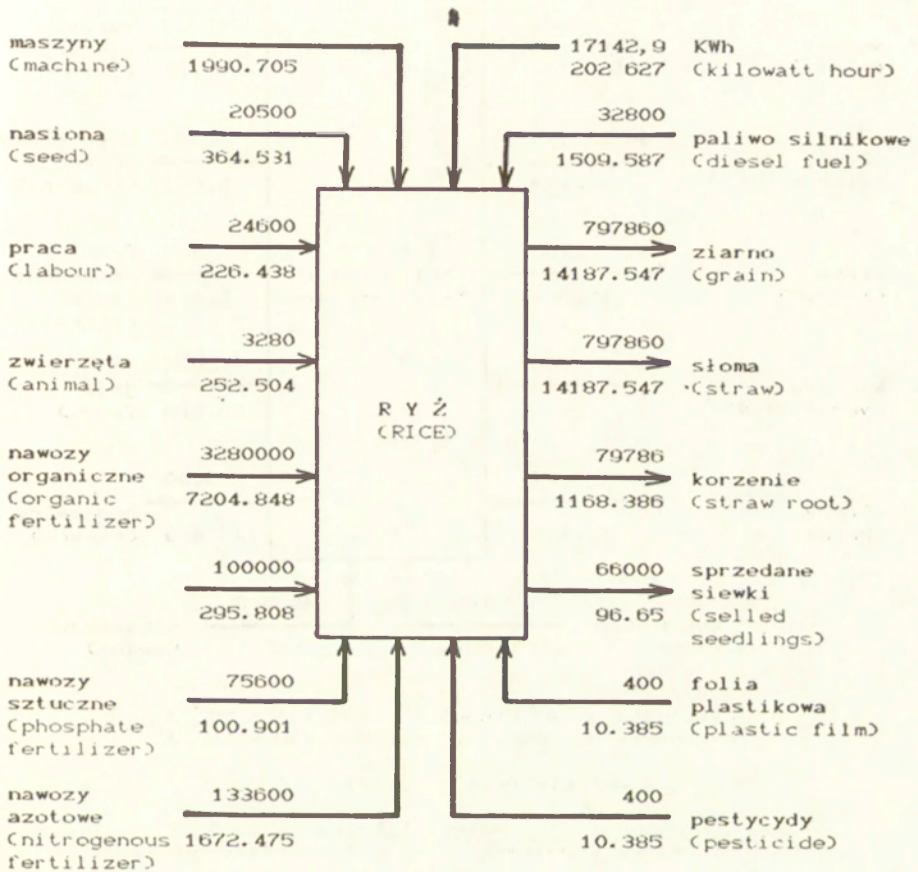 maszyny
(machine) 1990.705
17142,9 KWh
202 627 (kilowatt hour)
20500
nasiona
(seed) 364.531
32800
paliwo silnikowe
1509.587 (diesel fuel)
24600
praca
(labour) 226.438
797860
ziarno
14187.547 (grain)
3280
zwierzęta
(animal) 252.504
797860
słoma
14187.547 (straw)
R Y Ż
(RICE)
nawozy 3280000
organiczne
(organic 7204.848
fertilizer)
79786
korzenie
1168.386 (straw root)
100000
295.808
66000 sprzedane
siewki
96.65 (selled
seedlings)
nawozy 75600
sztuczne
(phosphate 100.901
fertilizer)
400 folia
plastikowa
10.385 (plastic film)
nawozy 133600
azotowe
(nitrogenous 1672.475
fertilizer)
400
pestycydy
10.385 (pesticide)